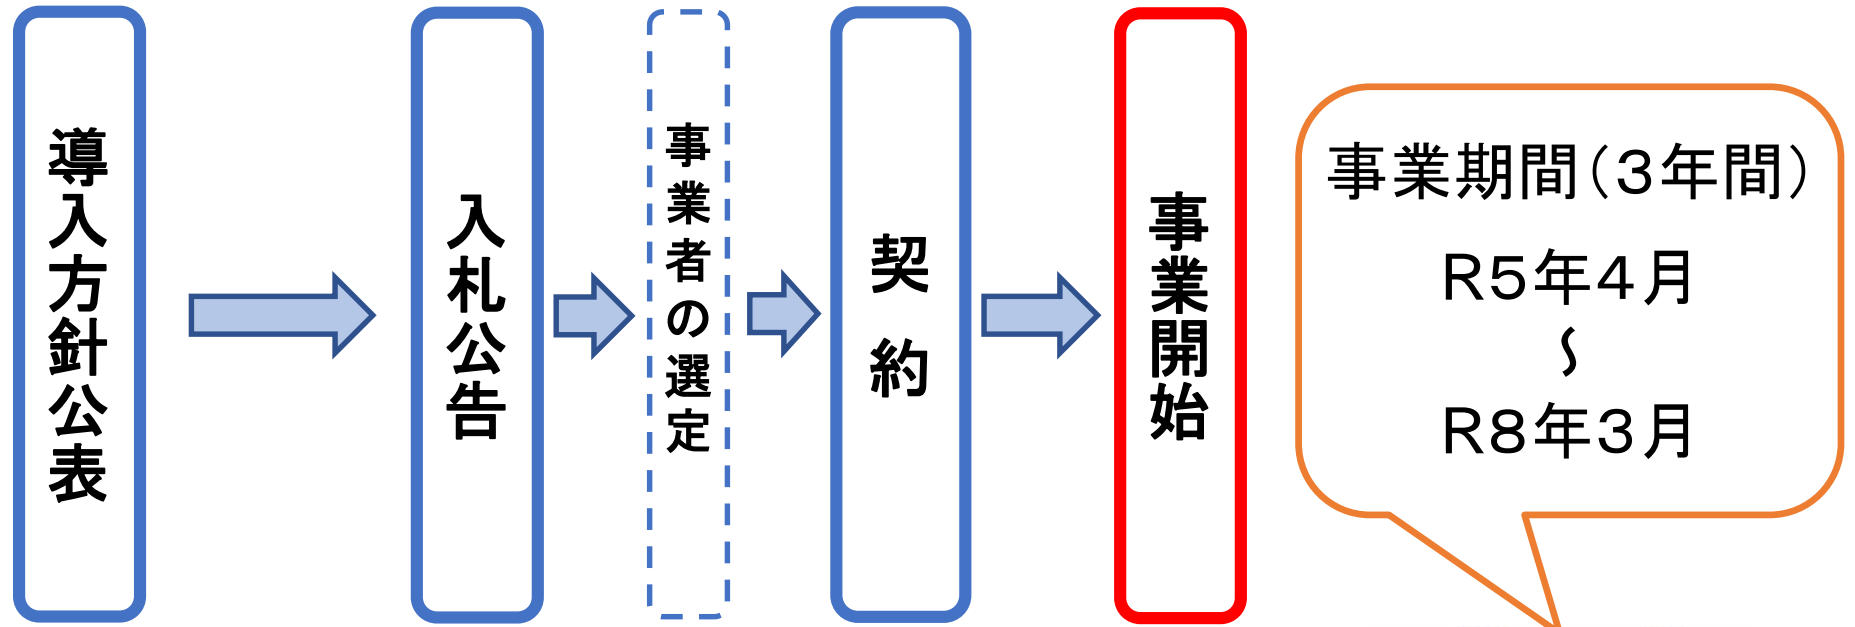 導入方針公表
入札公告
事業者の選定
契約
事業開始
事業期間（３年間）
R５年４月
～
R８年３月